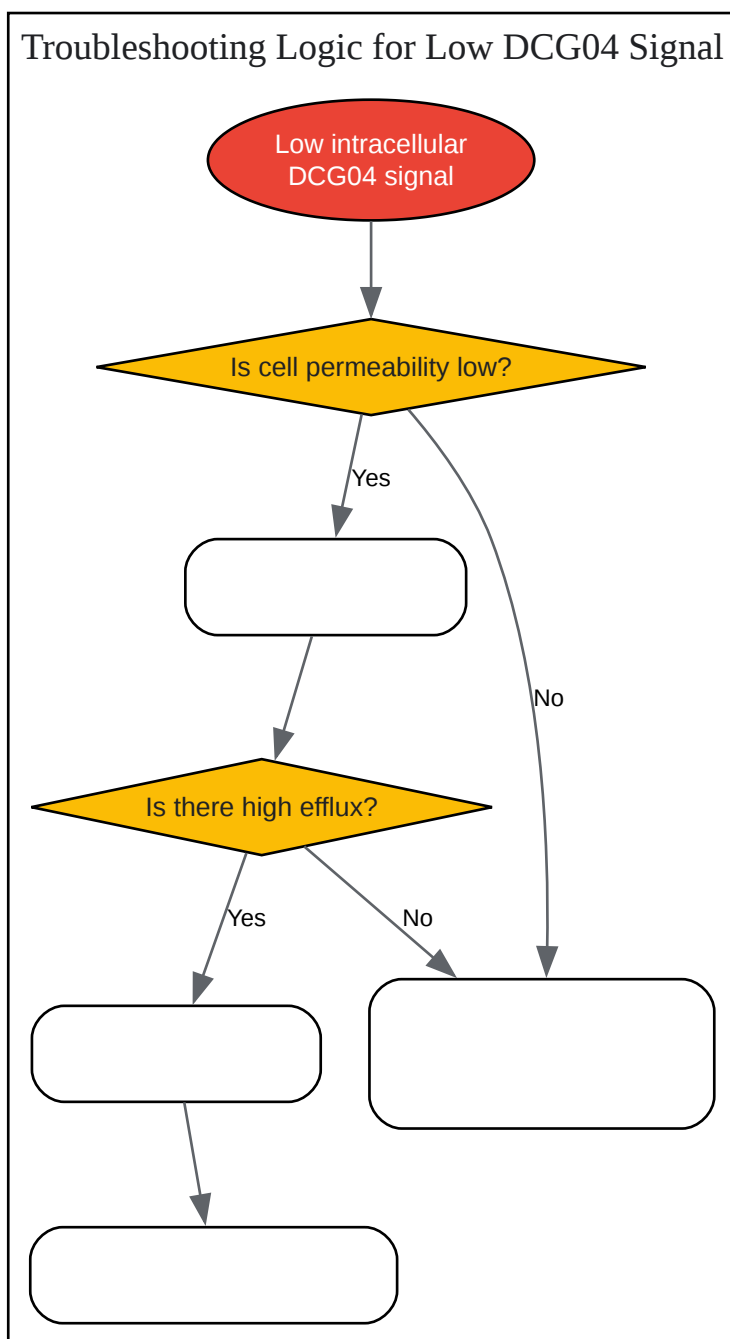 Troubleshooting Logic for Low DCG04 Signal
Low intracellular
DCG04 signal
Is cell permeability low?
Yes
No
Is there high efflux?
Yes
No